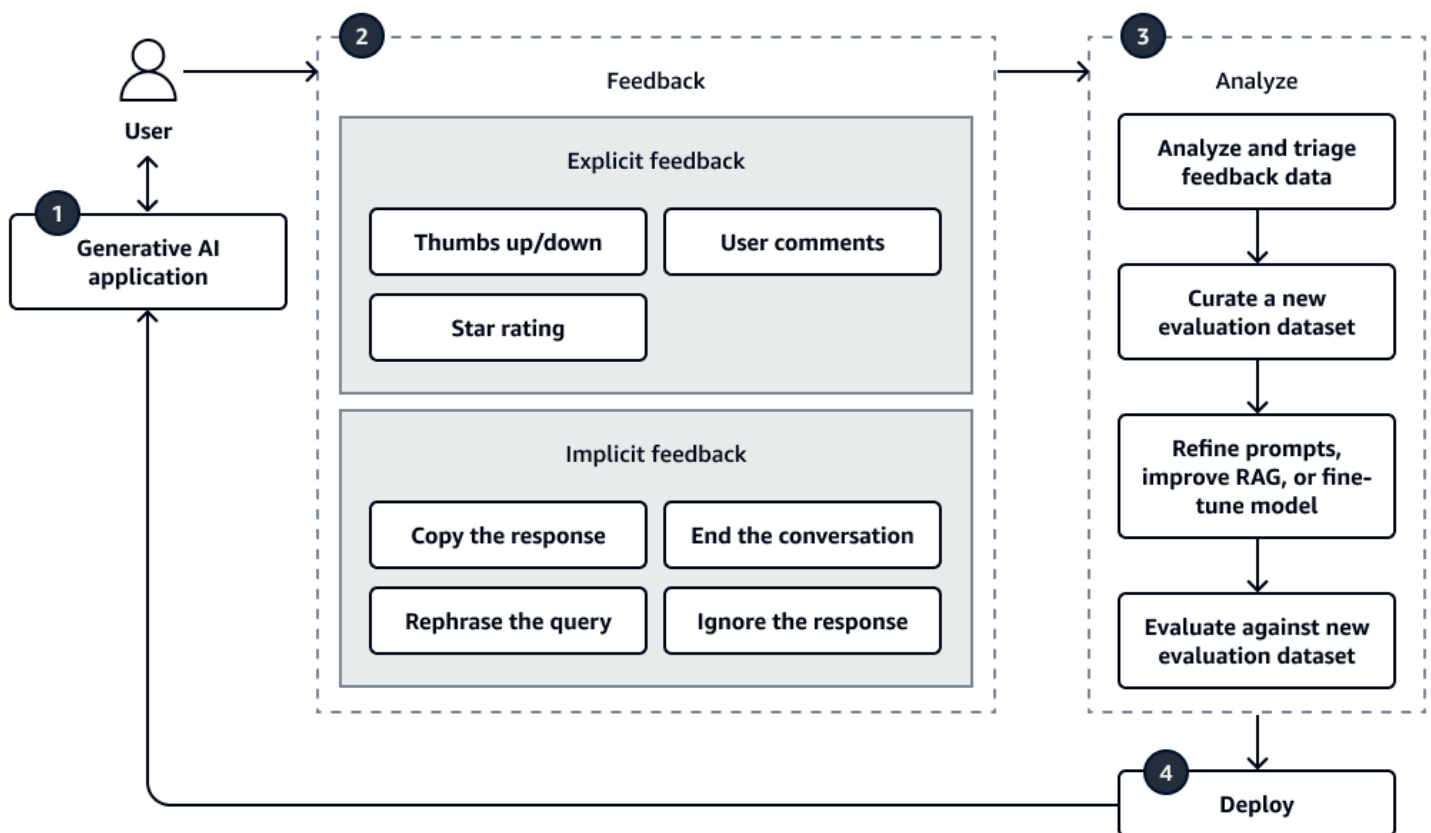 User
1
Generative AI
application
2
Feedback
Explicit feedback
Thumbs up/down
User comments
Star rating
Implicit feedback
Copy the response
End the conversation
Rephrase the query
Ignore the response
3
Analyze
Analyze and triage
feedback data
Curate a new
evaluation dataset
Refine prompts,
improve RAG, or fine-
tune model
Evaluate against new
evaluation dataset
4
Deploy